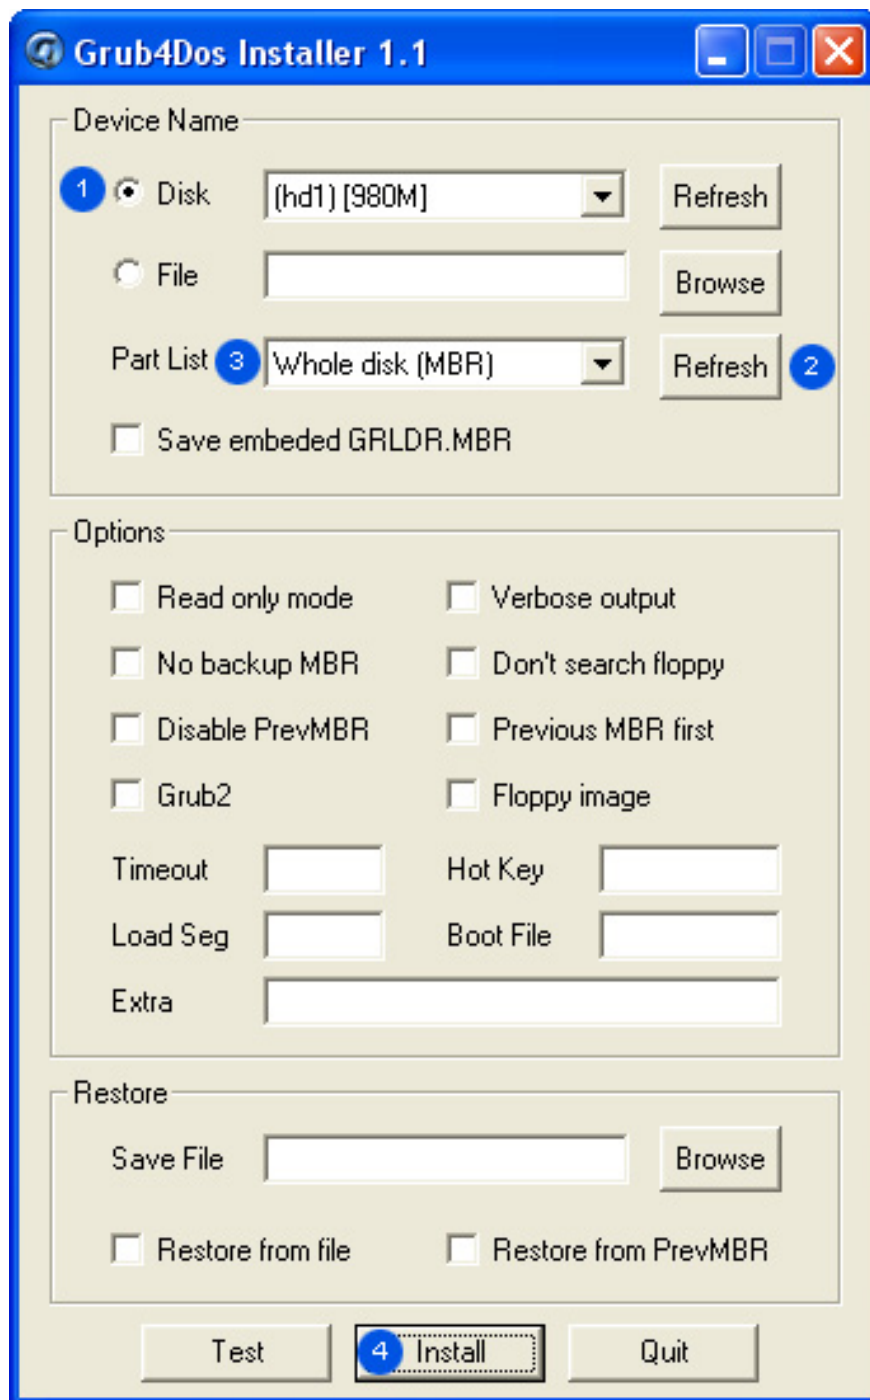 Grub4Dos Installer 1.1
Device Name
1 Disk (hd1) [980M] Refresh
File Browse
Part List 3 Whole disk (MBR) Refresh 2
Save embeded GRLDR.MBR
Options
Read only mode Verbose output
No backup MBR Don't search floppy
Disable PrevMBR Previous MBR first
Grub2 Floppy image
Timeout Hot Key
Load Seg Boot File
Extra
Restore
Save File Browse
Restore from file Restore from PrevMBR
Test 4 Install Quit